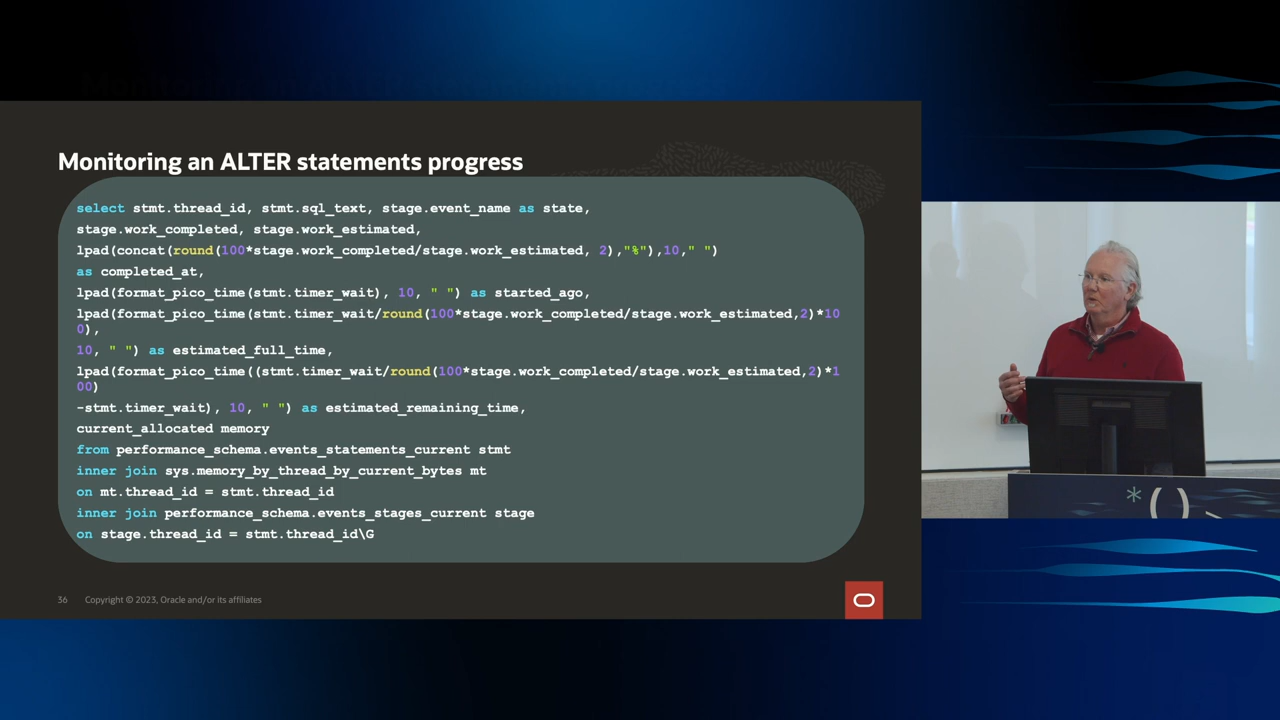 Monitoring an ALTER statements progress
select stmt.thread_id, stmt.sql_text, stage.event_name as state,
stage.work_completed, stage.work_estimated,
lpad(concat(round(100*stage.work_completed/stage.work_estimated, 2),"%"),10," ")
as completed_at,
lpad(format_pico_time(stmt.timer_wait), 10, " ") as started_ago,
lpad(format_pico_time(stmt.timer_wait/round(100*stage.work_completed/stage.work_estimated,2)*10
0),
10, " ") as estimated_full_time,
lpad(format_pico_time((stmt.timer_wait/round(100*stage.work_completed/stage.work_estimated,2)*1
00)
-stmt.timer_wait), 10, " ") as estimated_remaining_time,
current_allocated memory
from performance_schema.events_statements_current stmt
inner join sys.memory_by_thread_by_current_bytes mt
on mt.thread_id = stmt.thread_id
inner join performance_schema.events_stages_current stage
on stage.thread_id = stmt.thread_id\G
36 Copyright © 2023, Oracle and/or its affiliates
*()>